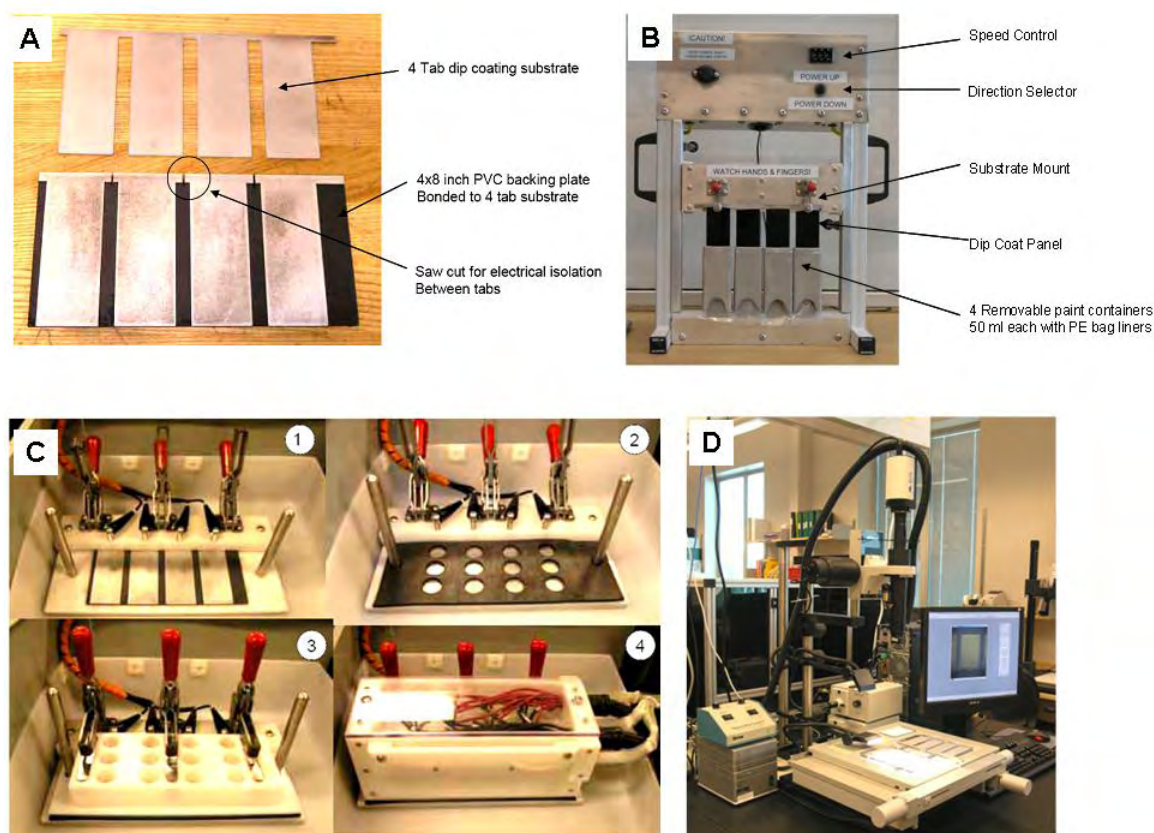 A
4 Tab dip coating substrate
4x8 inch PVC backing plate
Bonded to 4 tab substrate
Saw cut for electrical isolation
Between tabs
B
!CAUTION!
POWER UP
POWER DOWN
WATCH HANDS & FINGERS!
Speed Control
Direction Selector
Substrate Mount
Dip Coat Panel
4 Removable paint containers
50 ml each with PE bag liners
C
1
2
3
4
D